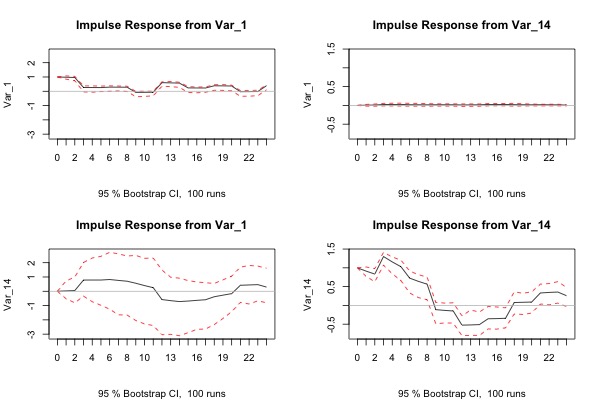 Impulse Response from Var_1
Var_1
2
1
-1
-3
0 2 4 6 8 10 13 16 19 22
95 % Bootstrap CI, 100 runs
Impulse Response from Var_14
Var_1
1.5
0.5
-0.5
0 2 4 6 8 10 13 16 19 22
95 % Bootstrap CI, 100 runs
Impulse Response from Var_1
Var_14
2
1
-1
-3
0 2 4 6 8 10 13 16 19 22
95 % Bootstrap CI, 100 runs
Impulse Response from Var_14
Var_14
1.5
0.5
-0.5
0 2 4 6 8 10 13 16 19 22
95 % Bootstrap CI, 100 runs